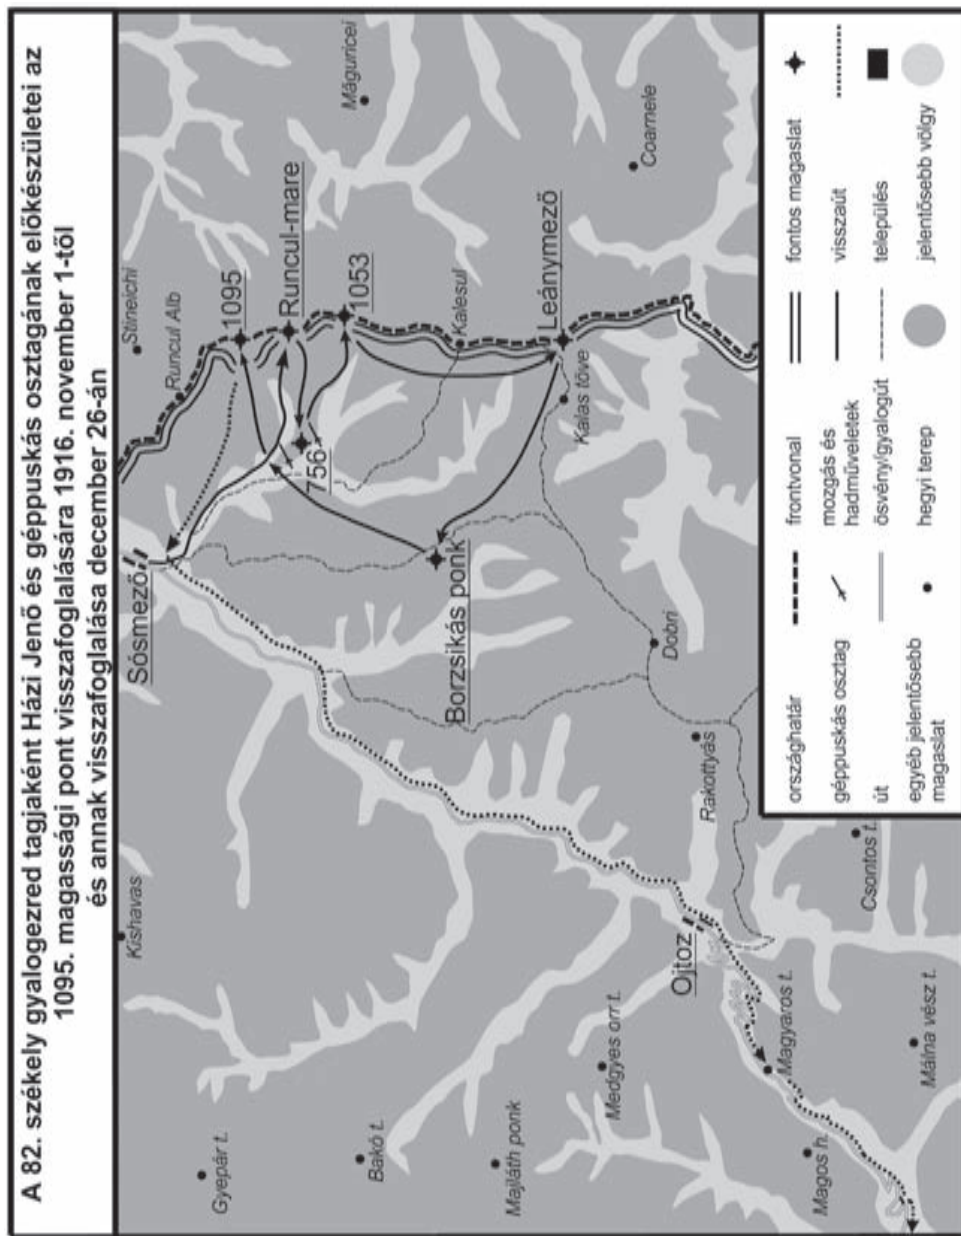 A 82. székely gyalogezred tagjaként Házi Jenő és géppuskás osztagának előkészületei az
1095. magassági pont visszafoglalására 1916. november 1-től
és annak visszafoglalása december 26-án
Kishavas
Gyepár t.
Bakó t.
Majláth ponk
Medgyes orr t.
Magos h.
Magyaros t.
Málna vész t.
Csontos t.
Ojtoz
Rakottyás
Dobri
Sósmező
Borzsikás ponk
756
Stineichi
Runcul Alb
1095
Runcul-mare
1053
Kalesul
Leánymező
Kalas töve
Máguricei
Coarnele
országhatár
frontvonal
fontos magaslat
géppuskás osztag
mozgás és
hadműveletek
visszaút
út
ösvény/gyalogút
település
egyéb jelentősebb
magaslat
hegyi terep
jelentősebb völgy